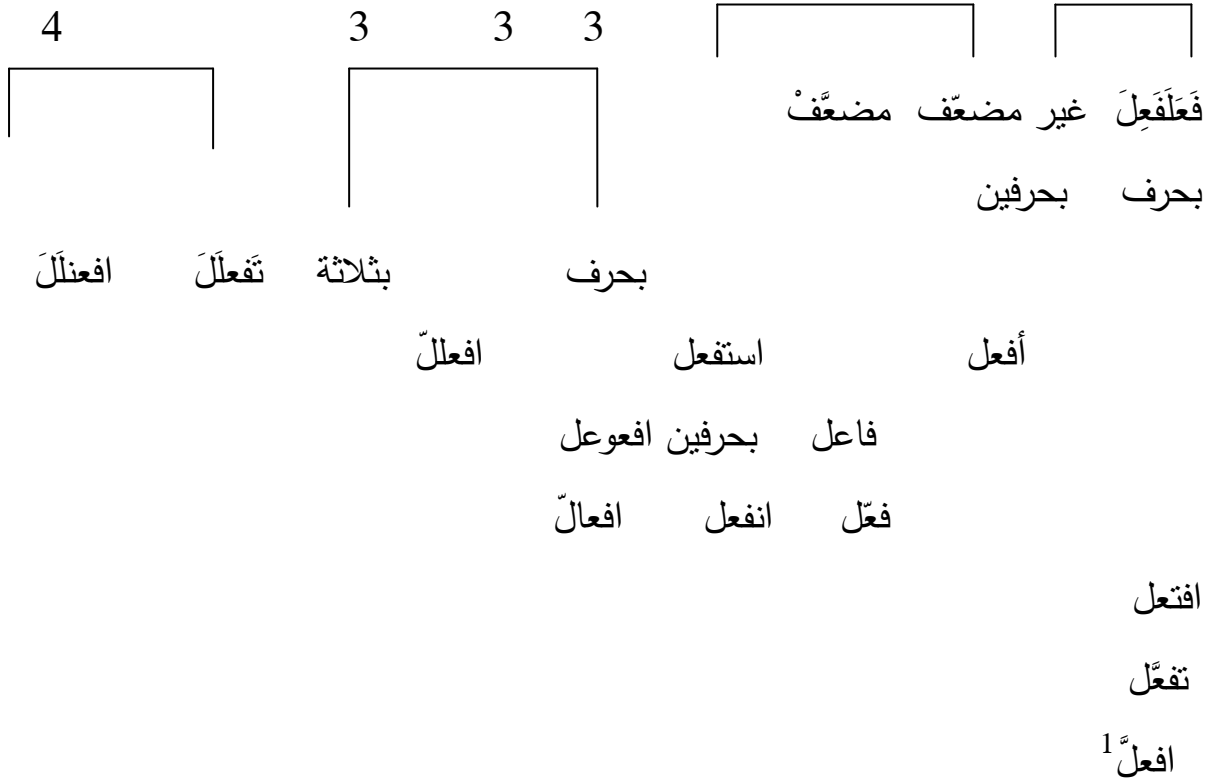 3 3 3 4
فَعَلَفَعِلَ غير مضعّف مضعَّفْ
بحرف بحرفين
بحرف بثلاثة تَفعلَلَ افعنلَلَ
أفعل استفعل افعللّ
فاعل بحرفين افعوعل
فعّل انفعل افعالّ
افتعل
تفعَّل
افعلَّ1